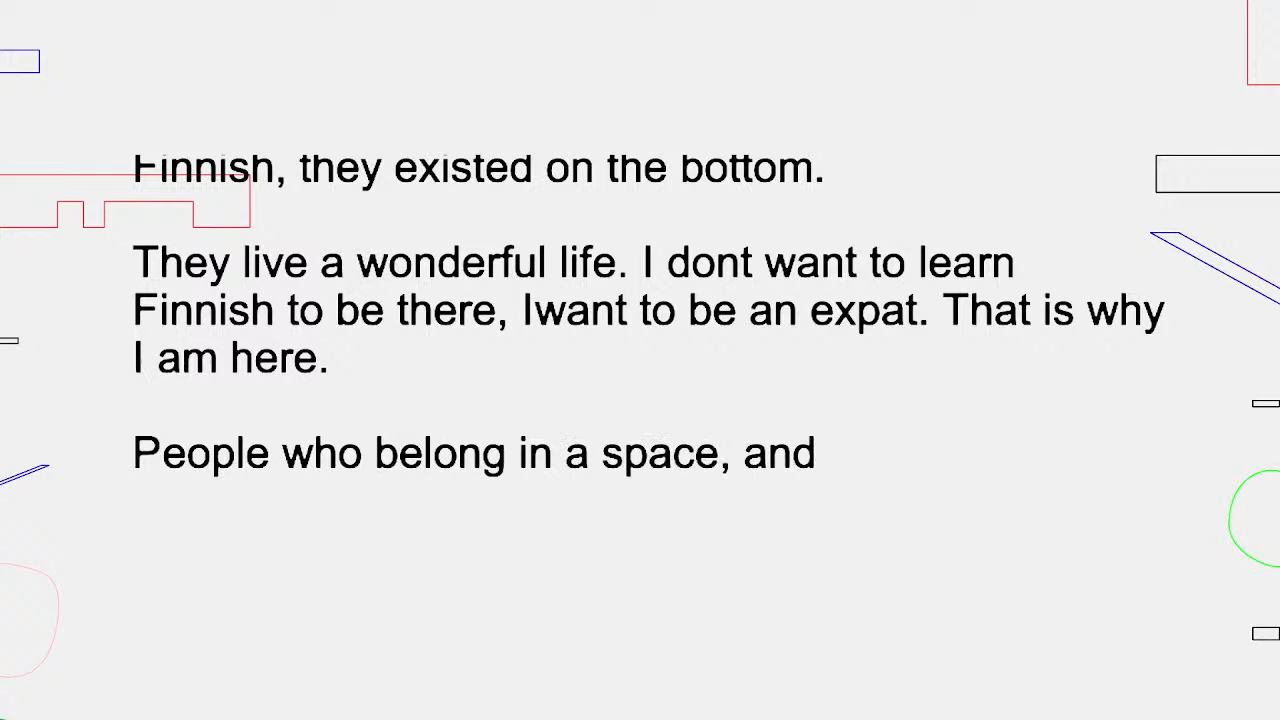 Finnish, they existed on the bottom.
They live a wonderful life. I dont want to learn
Finnish to be there, Iwant to be an expat. That is why
I am here.
People who belong in a space, and